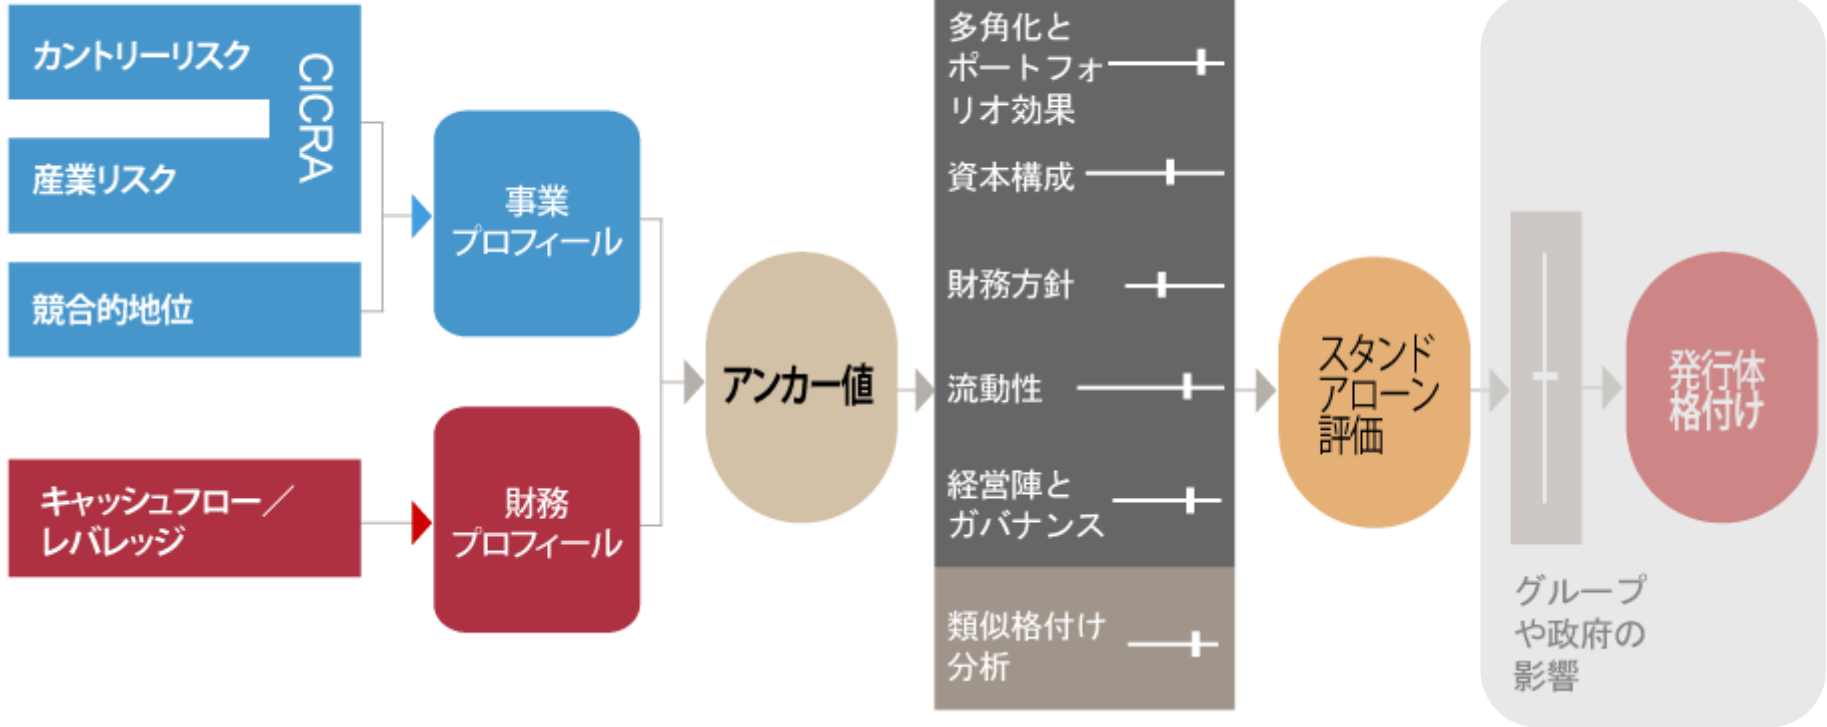 カントリーリスク
CICRA
産業リスク
競合的地位
キャッシュフロー／
レバレッジ
事業
プロフィール
財務
プロフィール
アンカー値
多角化と
ポートフォ
リオ効果
資本構成
財務方針
流動性
経営陣と
ガバナンス
類似格付け
分析
スタンド
アローン
評価
グループ
や政府の
影響
発行体
格付け